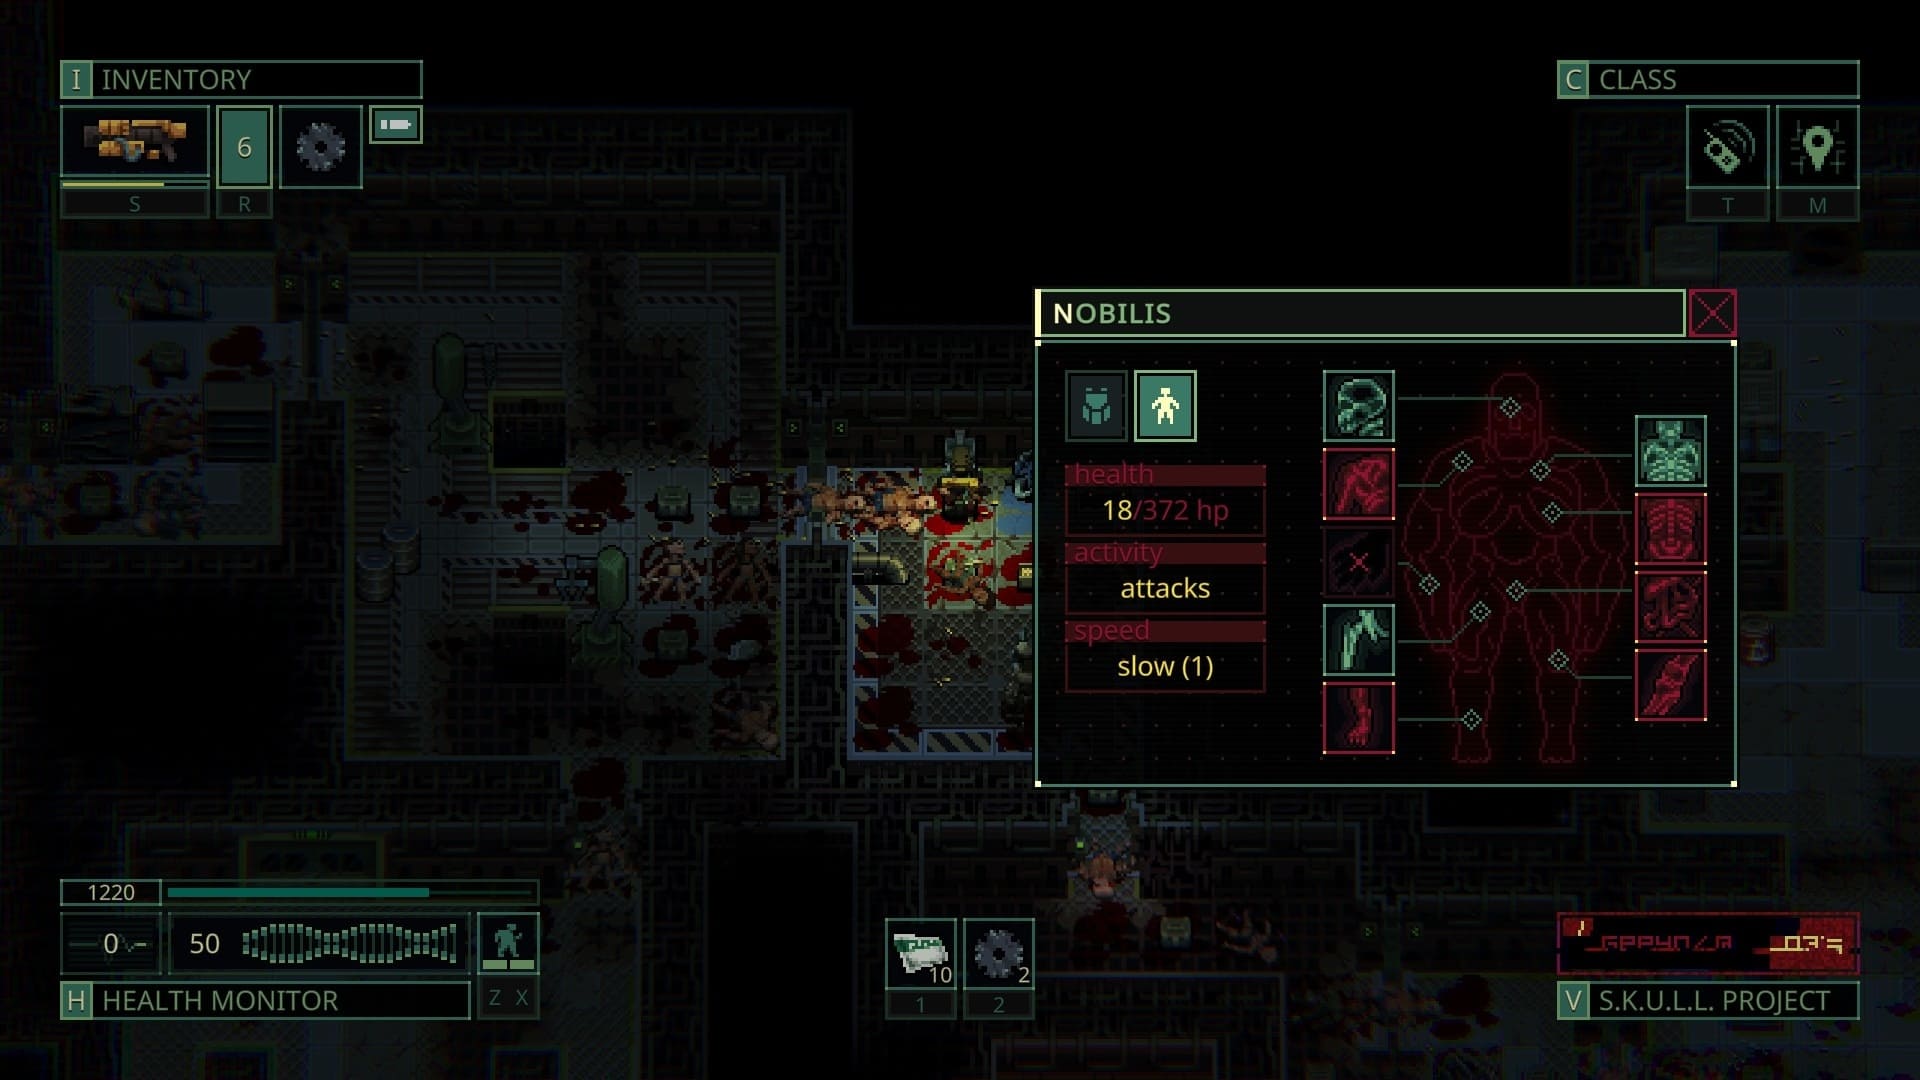 I INVENTORY
6
S
R
C CLASS
T
M
NOBILIS
health
18/372 hp
activity
attacks
speed
slow (1)
1220
0
50
Z X
H HEALTH MONITOR
10
2
1
2
V S.K.U.L.L. PROJECT